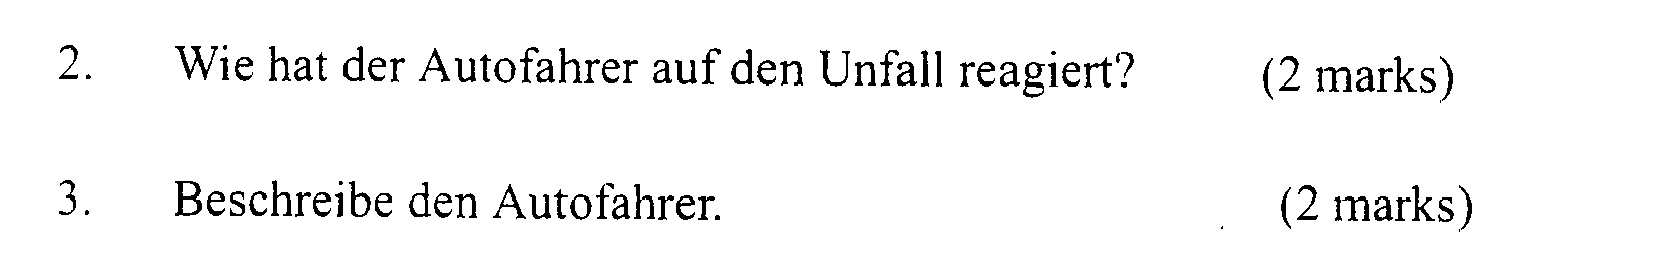 2. Wie hat der Autofahrer auf den Unfall reagiert? (2 marks)
3. Beschreibe den Autofahrer. (2 marks)